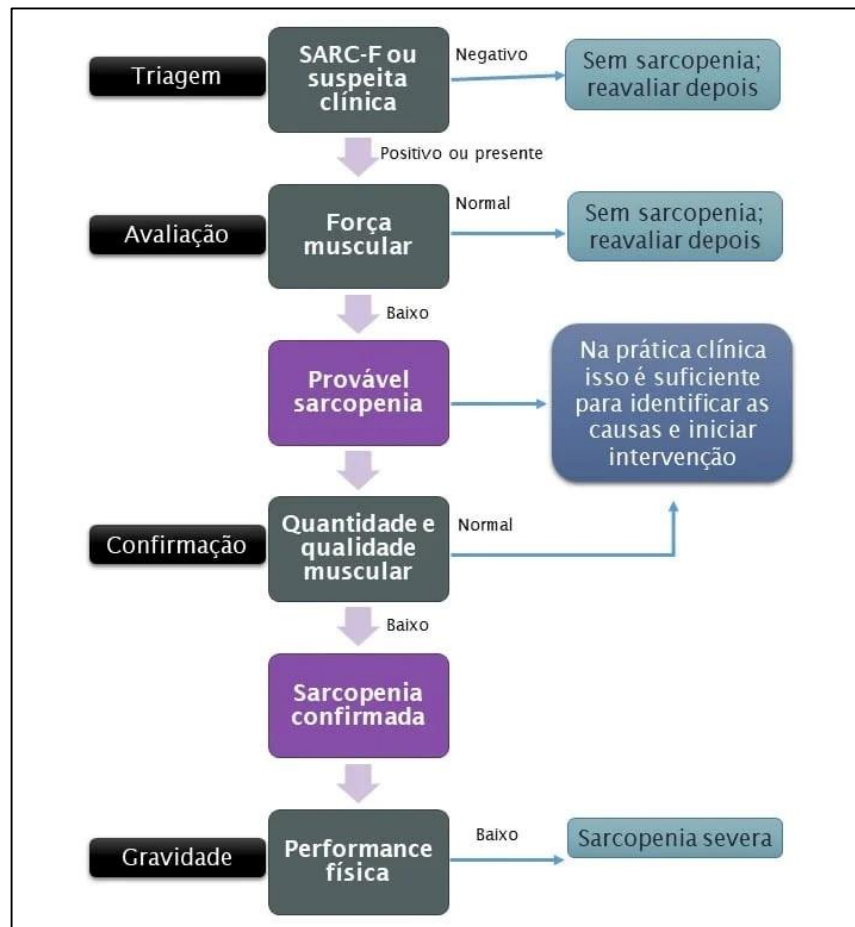 Triagem
SARC-F ou
suspeita
clínica
Negativo
Sem sarcopenia;
reavaliar depois
Positivo ou presente
Avaliação
Força
muscular
Normal
Sem sarcopenia;
reavaliar depois
Baixo
Provável
sarcopenia
Na prática clínica
isso é suficiente
para identificar as
causas e iniciar
intervenção
Confirmação
Quantidade e
qualidade
muscular
Normal
Baixo
Sarcopenia
confirmada
Gravidade
Performance
física
Baixo
Sarcopenia severa